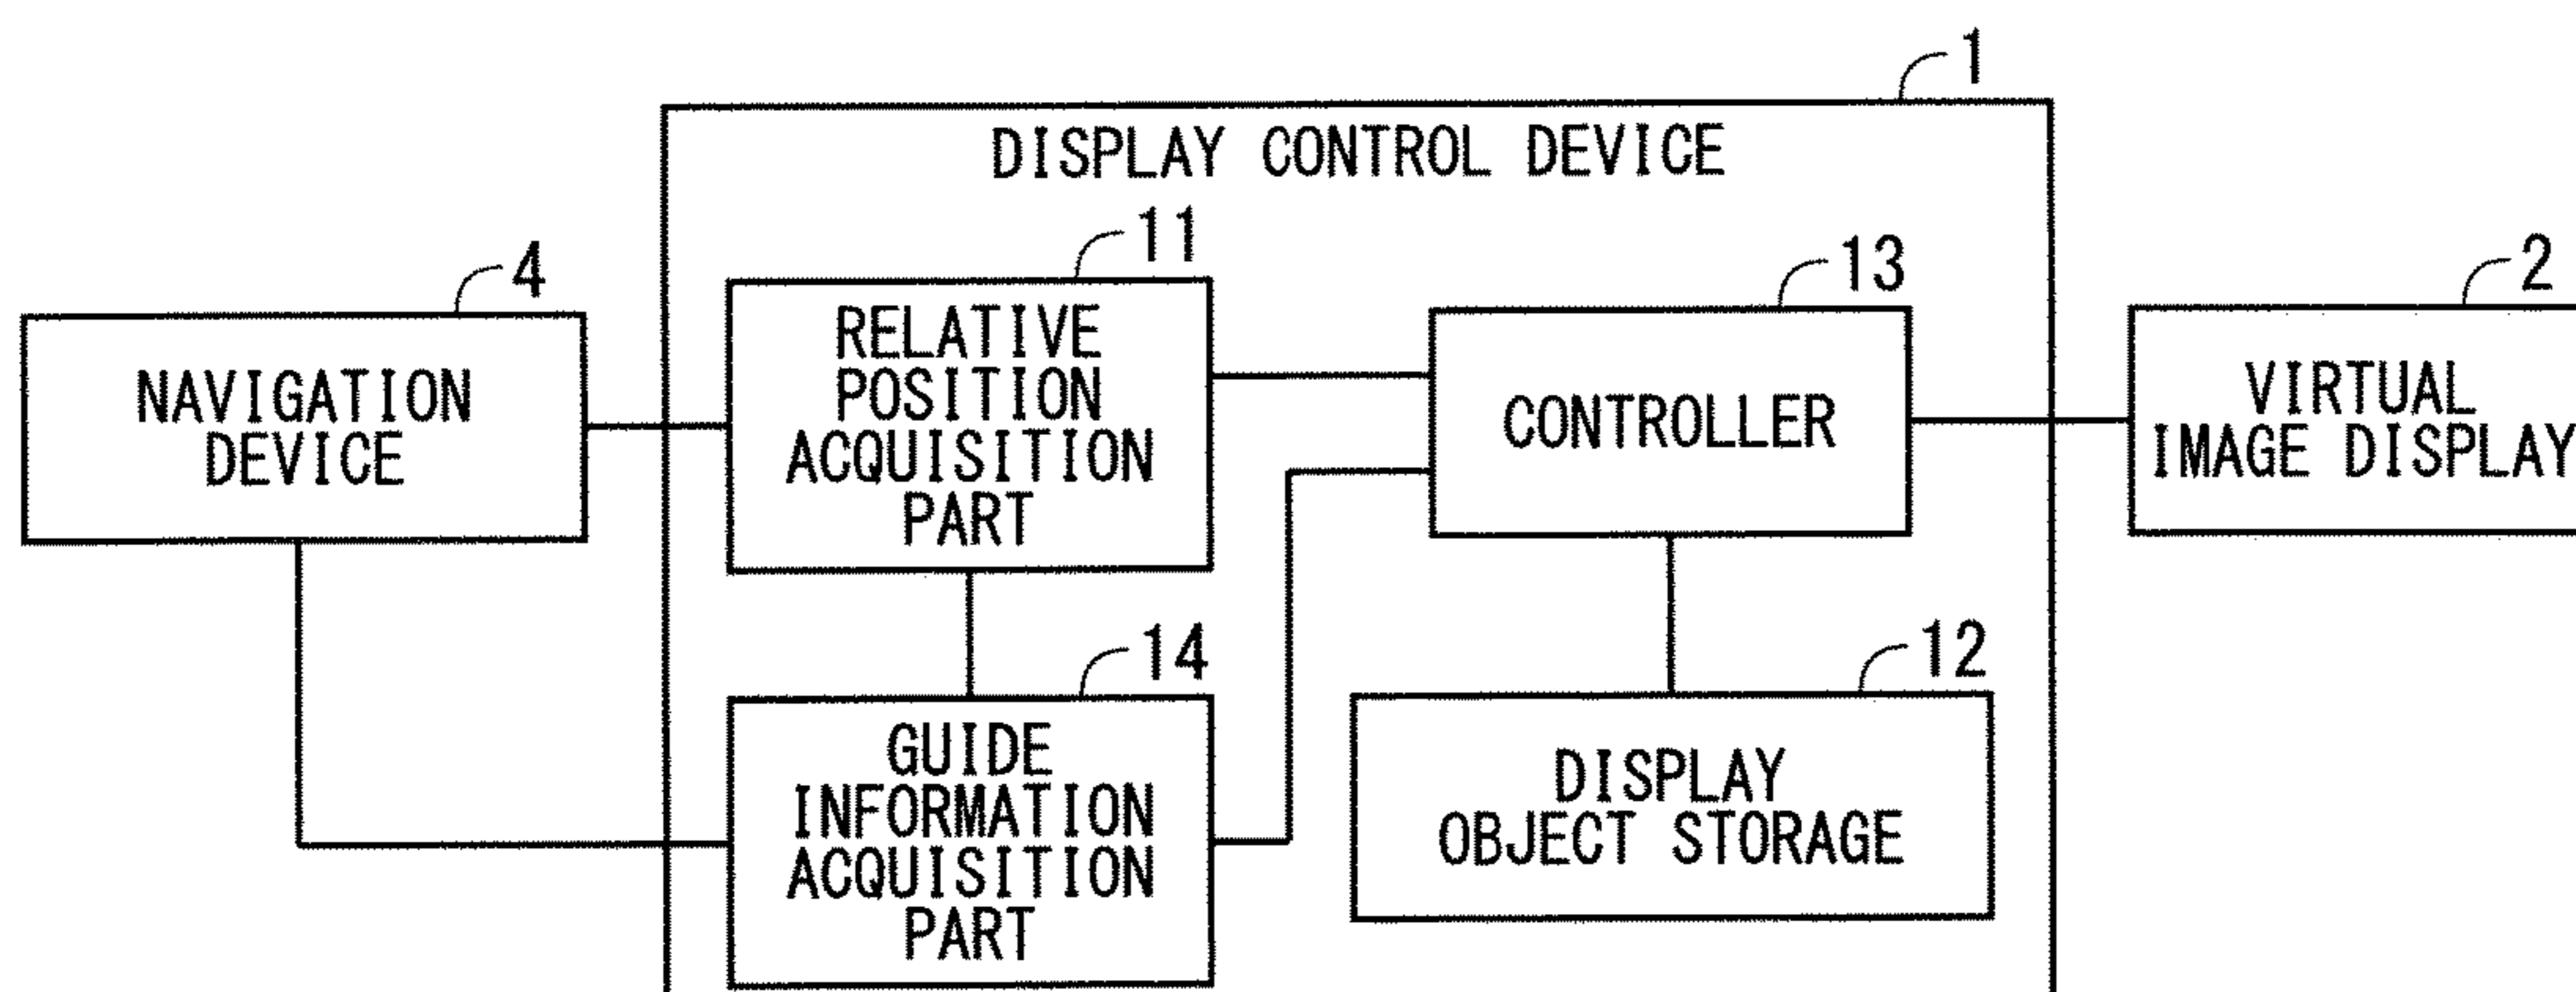 1
DISPLAY CONTROL DEVICE
4
NAVIGATION
DEVICE
11
RELATIVE
POSITION
ACQUISITION
PART
13
CONTROLLER
2
VIRTUAL
IMAGE DISPLAY
14
GUIDE
INFORMATION
ACQUISITION
PART
12
DISPLAY
OBJECT STORAGE